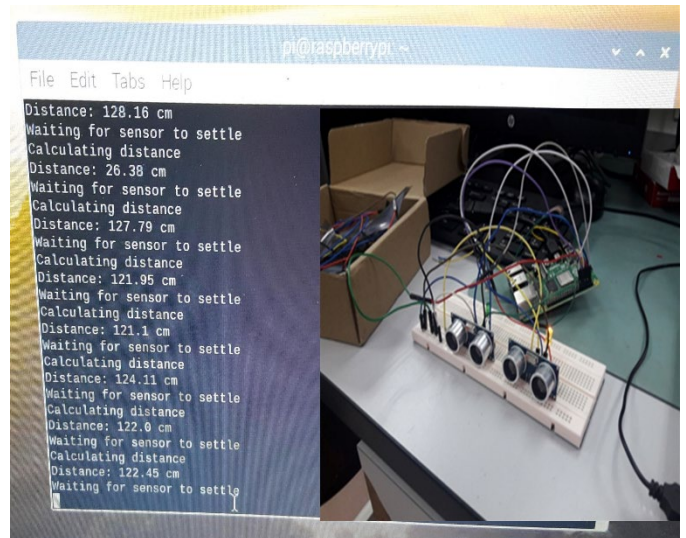 pi@raspberrypi: ~
File Edit Tabs Help
Distance: 128.16 cm
Waiting for sensor to settle
Calculating distance
Distance: 26.38 cm
Waiting for sensor to settle
Calculating distance
Distance: 127.79 cm
Waiting for sensor to settle
Calculating distance
Distance: 121.95 cm
Waiting for sensor to settle
Calculating distance
Distance: 121.1 cm
Waiting for sensor to settle
Calculating distance
Distance: 124.11 cm
Waiting for sensor to settle
Calculating distance
Distance: 122.0 cm
Waiting for sensor to settle
Calculating distance
Distance: 122.45 cm
Waiting for sensor to settle